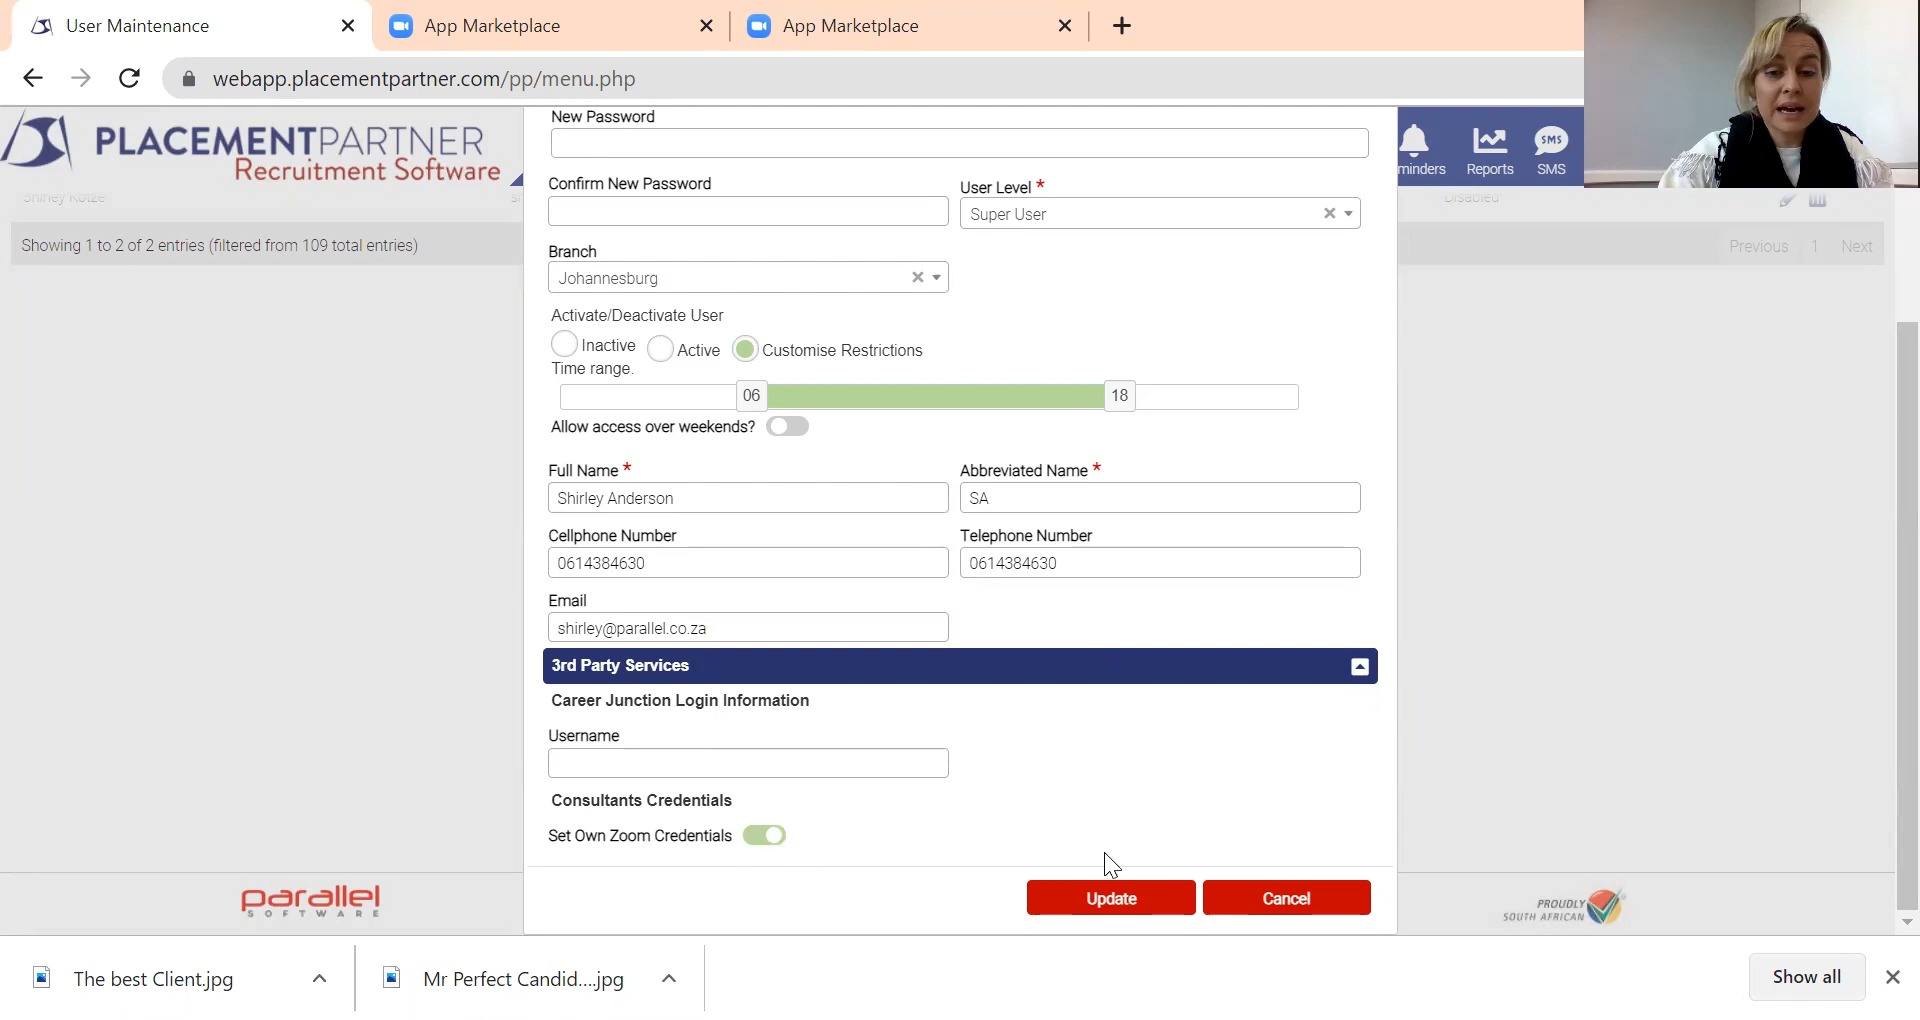 User Maintenance
App Marketplace
App Marketplace
webapp.placementpartner.com/pp/menu.php
PLACEMENTPARTNER
Recruitment Software
minders
Reports
SMS
SMS
Shirley Kotze
Disabled
Showing 1 to 2 of 2 entries (filtered from 109 total entries)
Previous 1 Next
New Password
Confirm New Password
User Level *
Super User
Branch
Johannesburg
Activate/Deactivate User
Inactive Active Customise Restrictions
Time range.
06 18
Allow access over weekends?
Full Name * Abbreviated Name *
Shirley Anderson SA
Cellphone Number Telephone Number
0614384630 0614384630
Email
shirley@parallel.co.za
3rd Party Services
Career Junction Login Information
Username
Consultants Credentials
Set Own Zoom Credentials
Update Cancel
parallel
SOFTWARE
PROUDLY
SOUTH AFRICAN
The best Client.jpg
Mr Perfect Candid....jpg
Show all